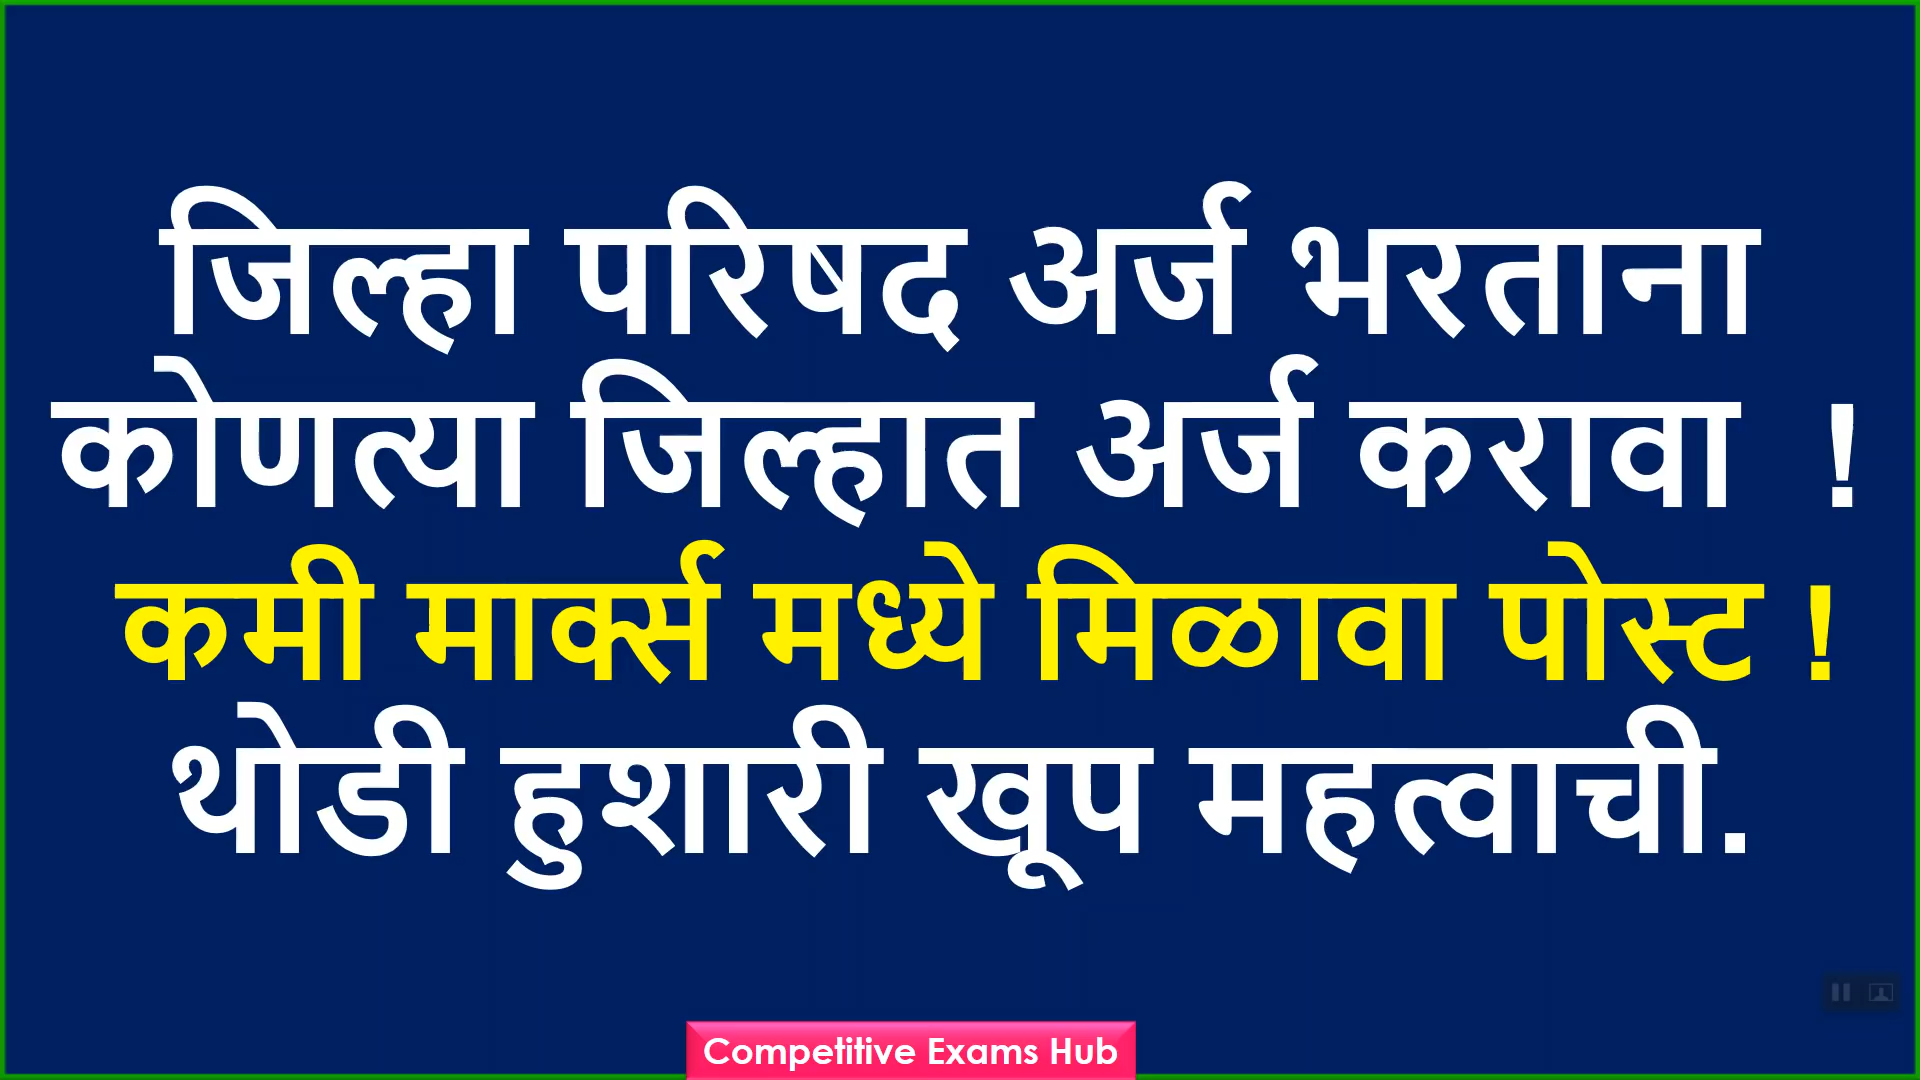 जिल्हा परिषद अर्ज भरताना
कोणत्या जिल्हात अर्ज करावा !
कमी मार्क्स मध्ये मिळावा पोस्ट !
थोडी हुशारी खूप महत्वाची.
Competitive Exams Hub